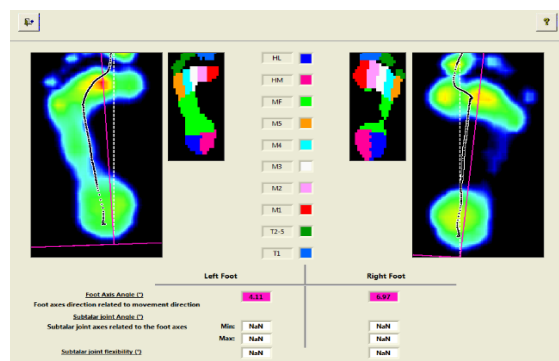 ?
HL
HM
MF
M5
M4
M3
M2
M1
T2-5
T1
Left Foot
Right Foot
Foot Axis Angle (°)
4.11
6.97
Foot axes direction related to movement direction
Subtalar Joint Angle (°)
Subtalar joint axes related to the foot axes
Min:
NaN
NaN
Max:
NaN
NaN
Subtalar joint flexibility (°)
NaN
NaN